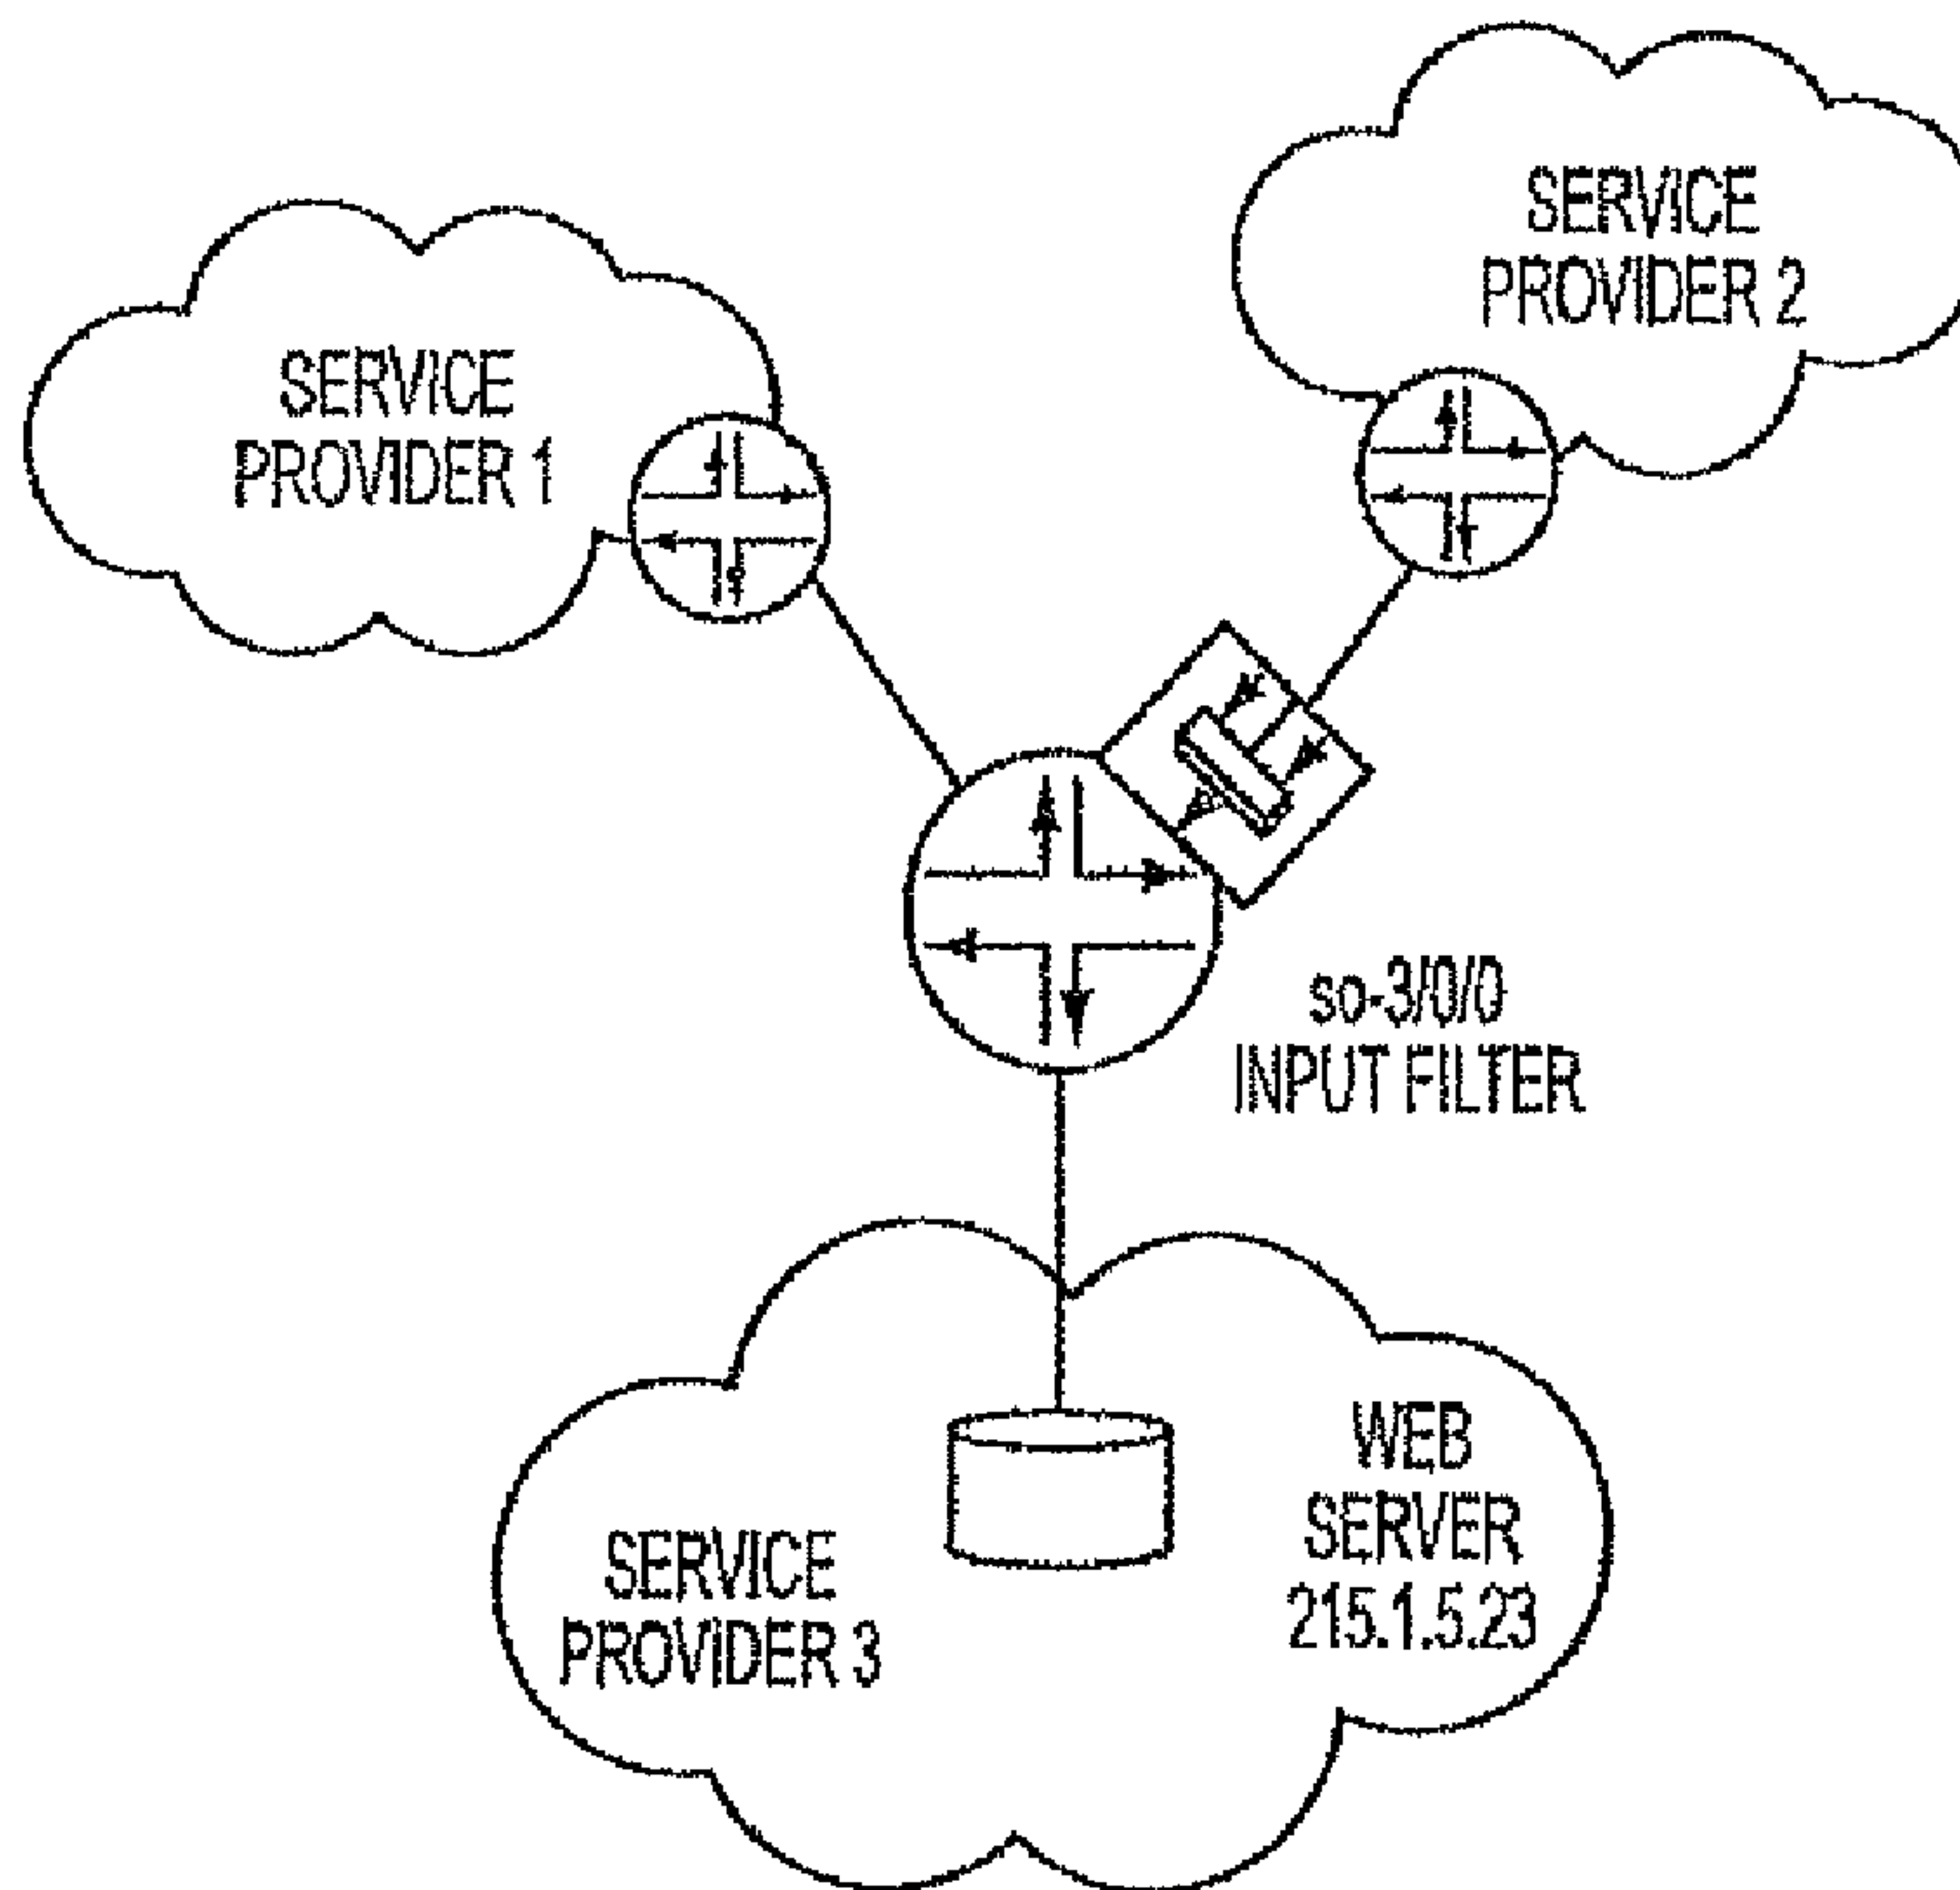 SERVICE
PROVIDER 1
SERVICE
PROVIDER 2
so-3/0/0
INPUT FILTER
SERVICE
PROVIDER 3
WEB
SERVER
215.1.5.23